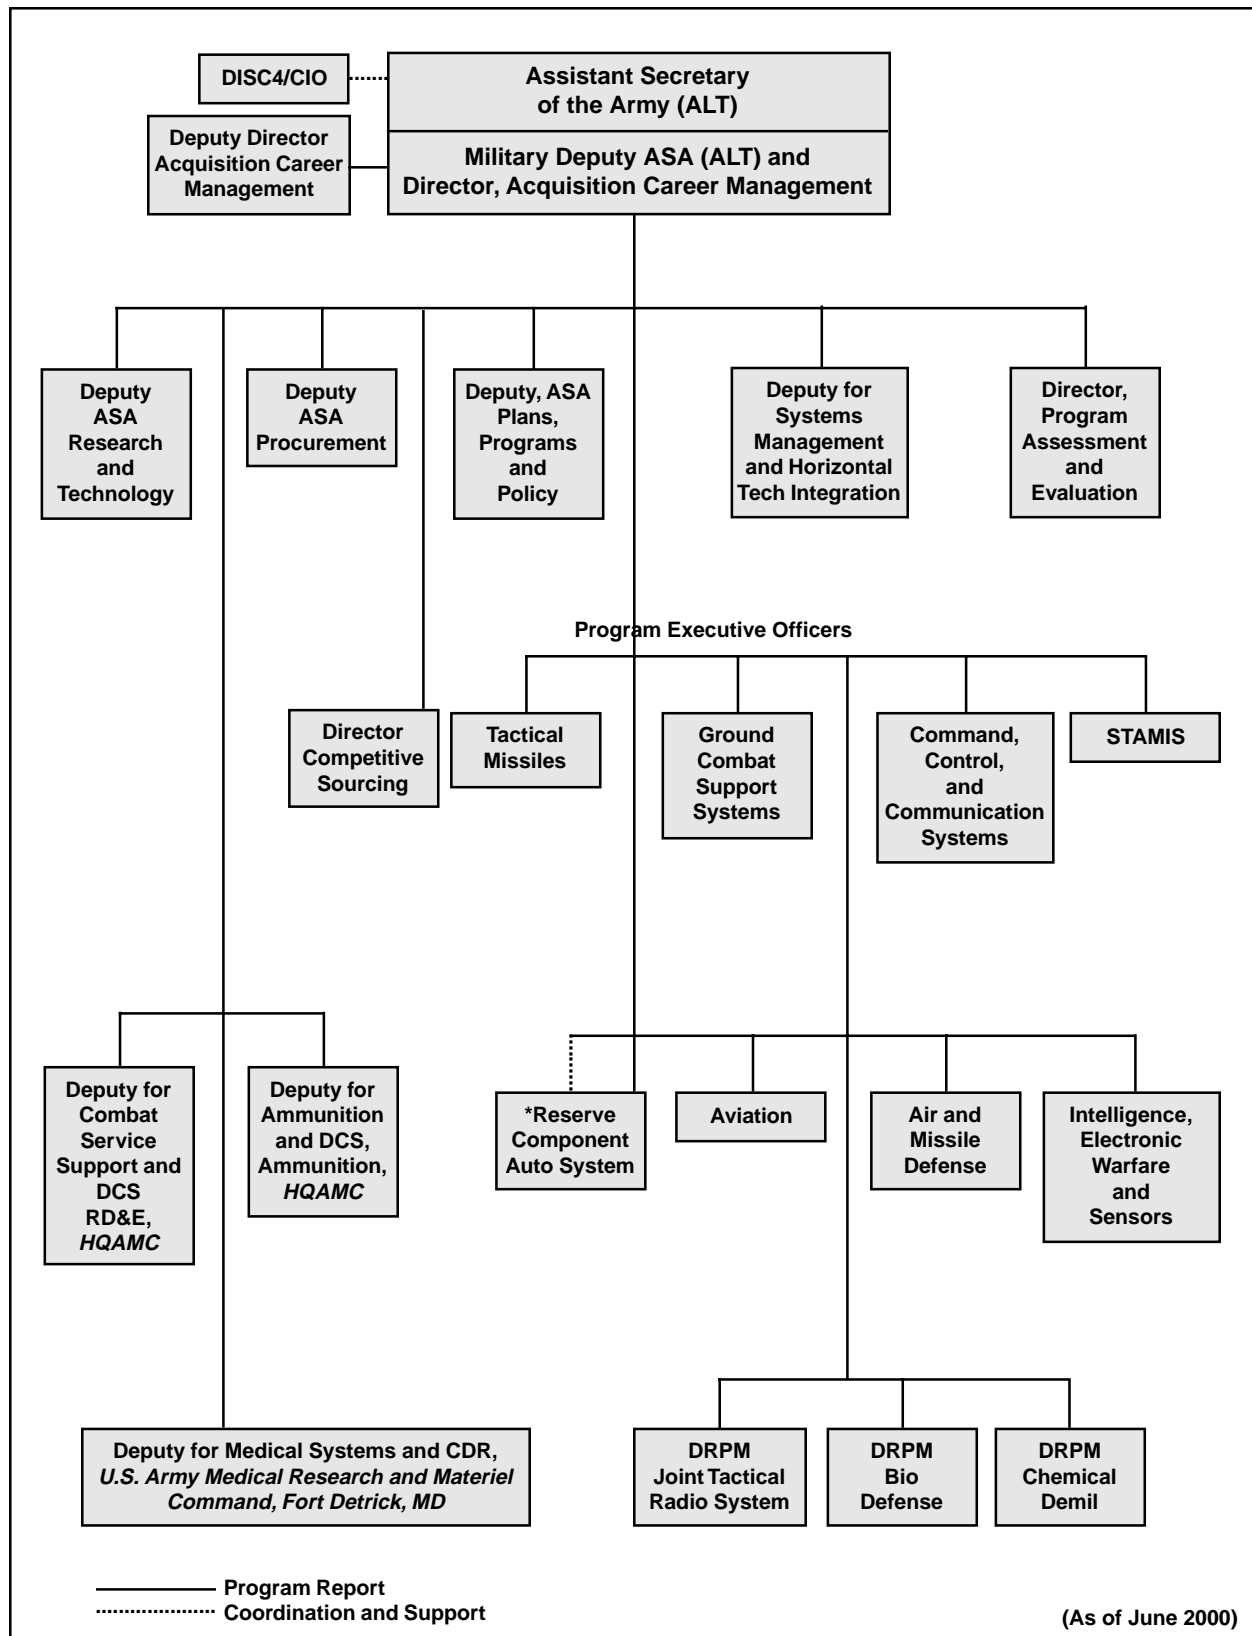 DISC4/CIO
Assistant Secretary
of the Army (ALT)
Deputy Director
Acquisition Career
Management
Military Deputy ASA (ALT) and
Director, Acquisition Career Management
Deputy
ASA
Research
and
Technology
Deputy
ASA
Procurement
Deputy, ASA
Plans,
Programs
and
Policy
Deputy for
Systems
Management
and Horizontal
Tech Integration
Director,
Program
Assessment
and
Evaluation
Program Executive Officers
Director
Competitive
Sourcing
Tactical
Missiles
Ground
Combat
Support
Systems
Command,
Control,
and
Communication
Systems
STAMIS
Deputy for
Combat
Service
Support and
DCS
RD&E,
HQAMC
Deputy for
Ammunition
and DCS,
Ammunition,
HQAMC
*Reserve
Component
Auto System
Aviation
Air and
Missile
Defense
Intelligence,
Electronic
Warfare
and
Sensors
Deputy for Medical Systems and CDR,
U.S. Army Medical Research and Materiel
Command, Fort Detrick, MD
DRPM
Joint Tactical
Radio System
DRPM
Bio
Defense
DRPM
Chemical
Demil
Program Report
Coordination and Support
(As of June 2000)